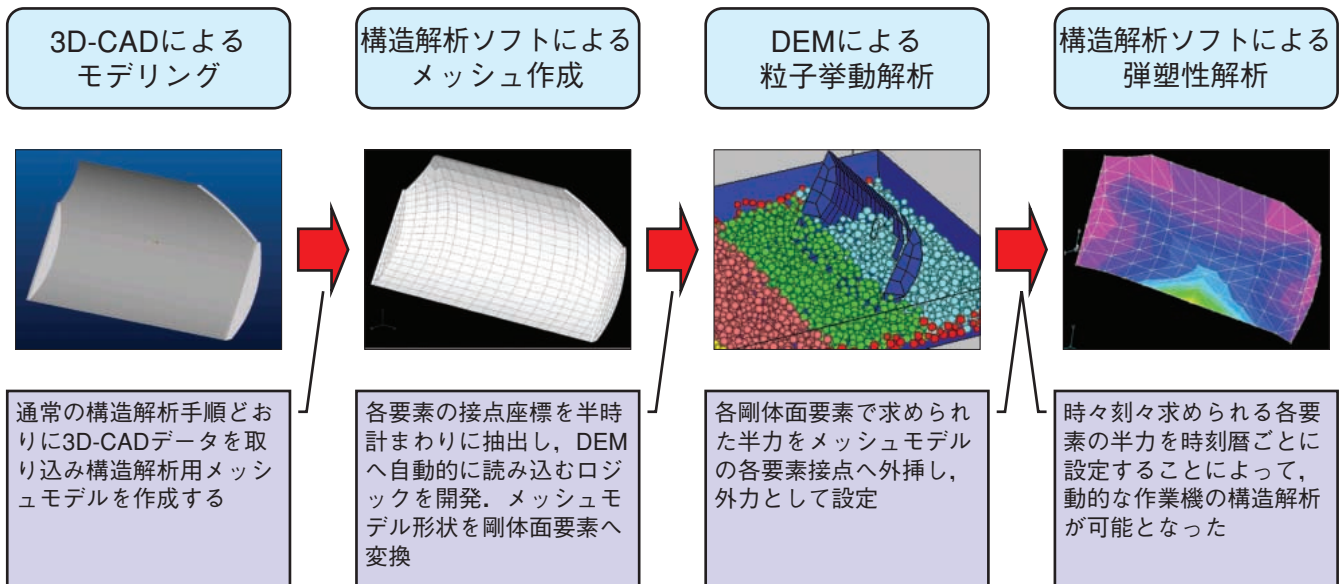 3D-CADによる
モデリング
構造解析ソフトによる
メッシュ作成
DEMによる
粒子挙動解析
構造解析ソフトによる
弾塑性解析
通常の構造解析手順どお
りに3D-CADデータを取
り込み構造解析用メッシ
ュモデルを作成する
各要素の接点座標を半時
計まわりに抽出し，DEM
へ自動的に読み込むロジ
ックを開発．メッシュモ
デル形状を剛体面要素へ
変換
各剛体面要素で求められ
た半力をメッシュモデル
の各要素接点へ外挿し，
外力として設定
時々刻々求められる各要
素の半力を時刻暦ごとに
設定することによって，
動的な作業機の構造解析
が可能となった